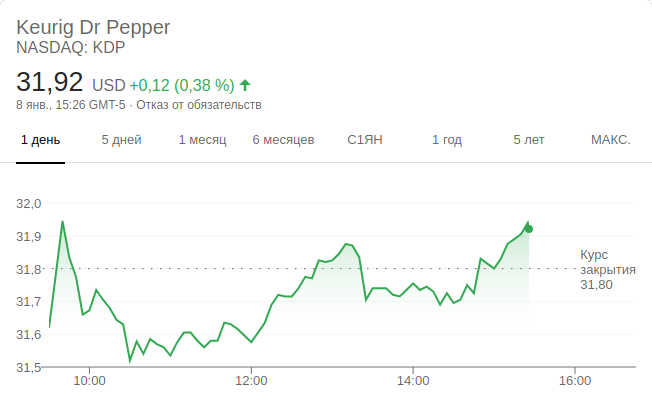 Keurig Dr Pepper
NASDAQ: KDP
31,92 USD +0,12 (0,38 %)
8 янв., 15:26 GMT-5 · Отказ от обязательств
1 день 5 дней 1 месяц 6 месяцев С1ЯН 1 год 5 лет МАКС.
32,0
31,9
31,8
31,7
31,6
31,5
Курс
закрытия
31,80
10:00 12:00 14:00 16:00